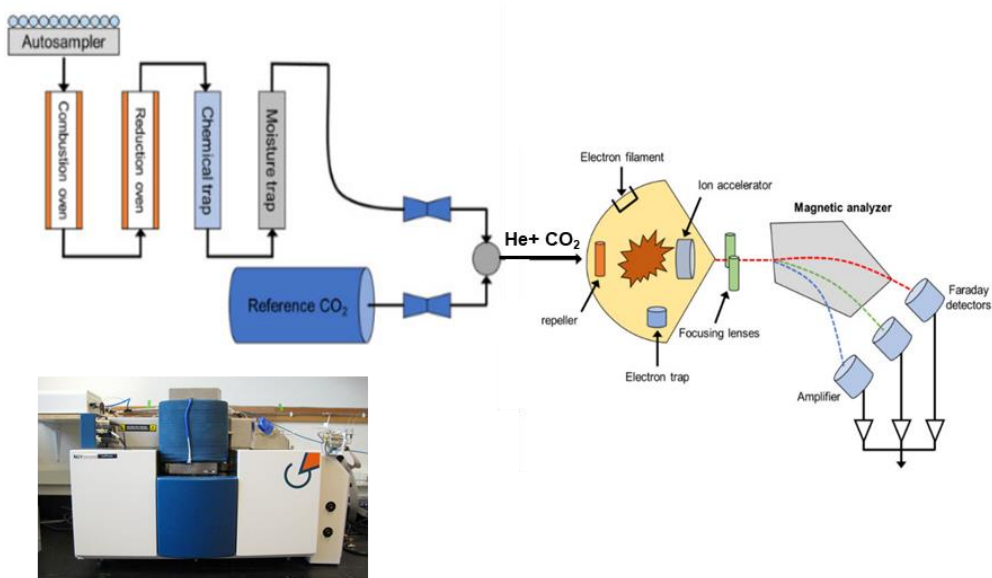 Autosampler
Combustion oven
Reduction oven
Chemical trap
Moisture trap
Reference CO₂
He+ CO₂
Electron filament
Ion accelerator
repeller
Electron trap
Focusing lenses
Magnetic analyzer
Faraday
detectors
Amplifier